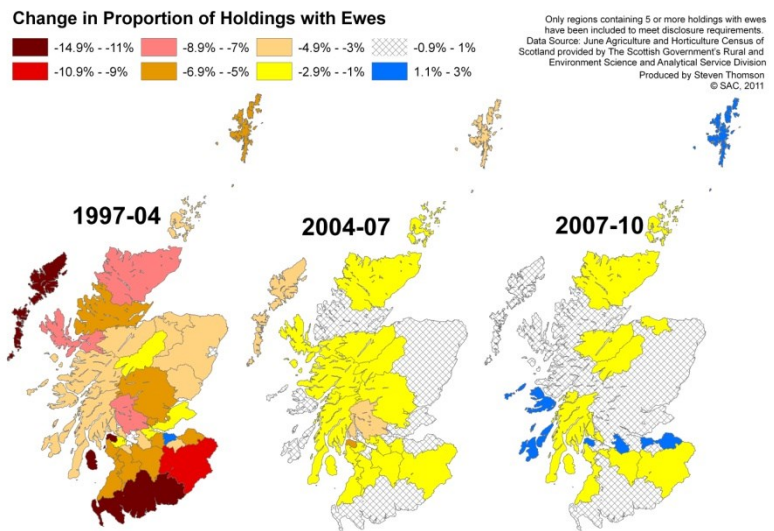 Change in Proportion of Holdings with Ewes
-14.9% - -11%
-8.9% - -7%
-4.9% - -3%
-0.9% - 1%
-10.9% - -9%
-6.9% - -5%
-2.9% - -1%
1.1% - 3%
Only regions containing 5 or more holdings with ewes
have been included to meet disclosure requirements.
Data Source: June Agriculture and Horticulture Census of
Scotland provided by The Scottish Government's Rural and
Environment Science and Analytical Service Division
Produced by Steven Thomson
© SAC, 2011
1997-04
2004-07
2007-10